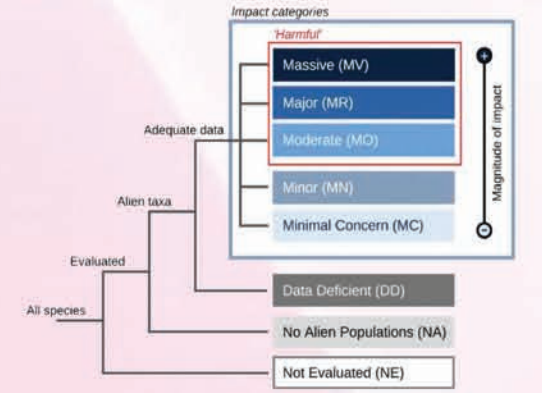 Impact categories
'Harmful'
Massive (MV)
Major (MR)
Adequate data
Moderate (MO)
Magnitude of impact
Minor (MN)
Alien taxa
Minimal Concern (MC)
Evaluated
Data Deficient (DD)
All species
No Alien Populations (NA)
Not Evaluated (NE)